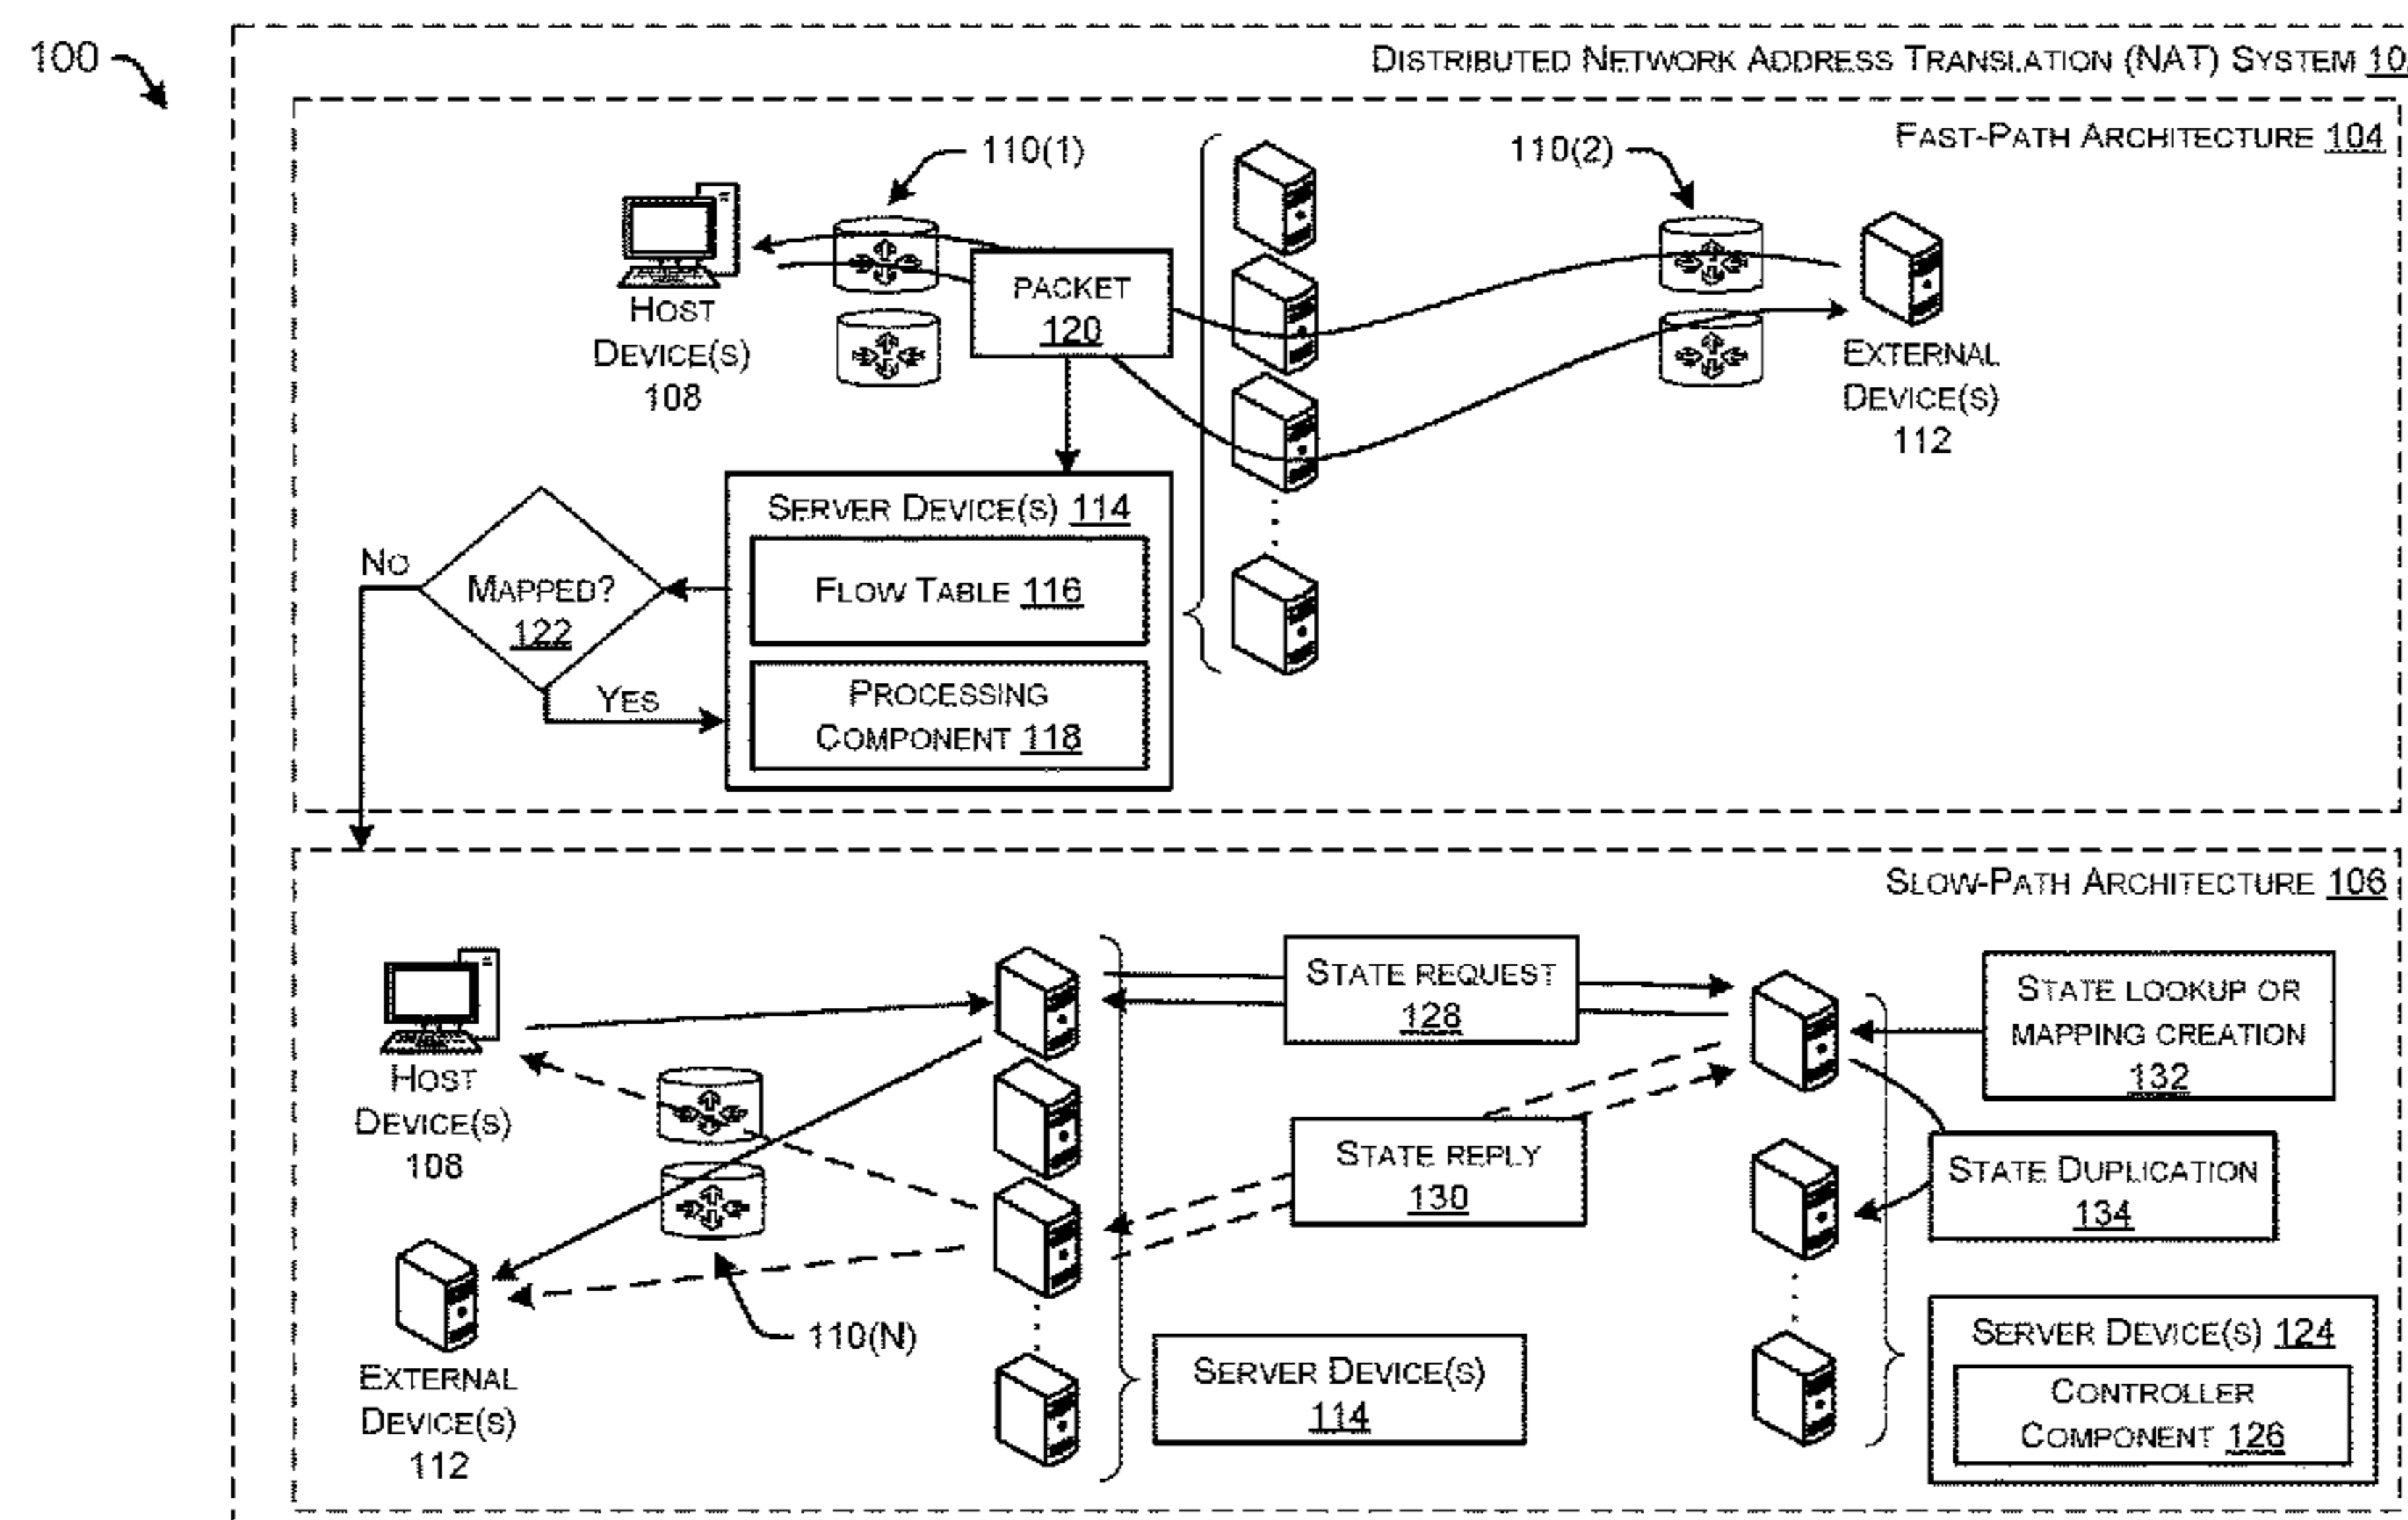 100
DISTRIBUTED NETWORK ADDRESS TRANSLATION (NAT) SYSTEM
FAST-PATH ARCHITECTURE 104
110(1)
110(2)
HOST
DEVICE(S)
108
PACKET
120
EXTERNAL
DEVICE(S)
112
SERVER DEVICE(S) 114
FLOW TABLE 116
PROCESSING
COMPONENT 118
NO
MAPPED?
122
YES
SLOW-PATH ARCHITECTURE 106
HOST
DEVICE(S)
108
STATE REQUEST
128
STATE LOOKUP OR
MAPPING CREATION
132
STATE REPLY
130
STATE DUPLICATION
134
110(N)
EXTERNAL
DEVICE(S)
112
SERVER DEVICE(S)
114
SERVER DEVICE(S) 124
CONTROLLER
COMPONENT 126